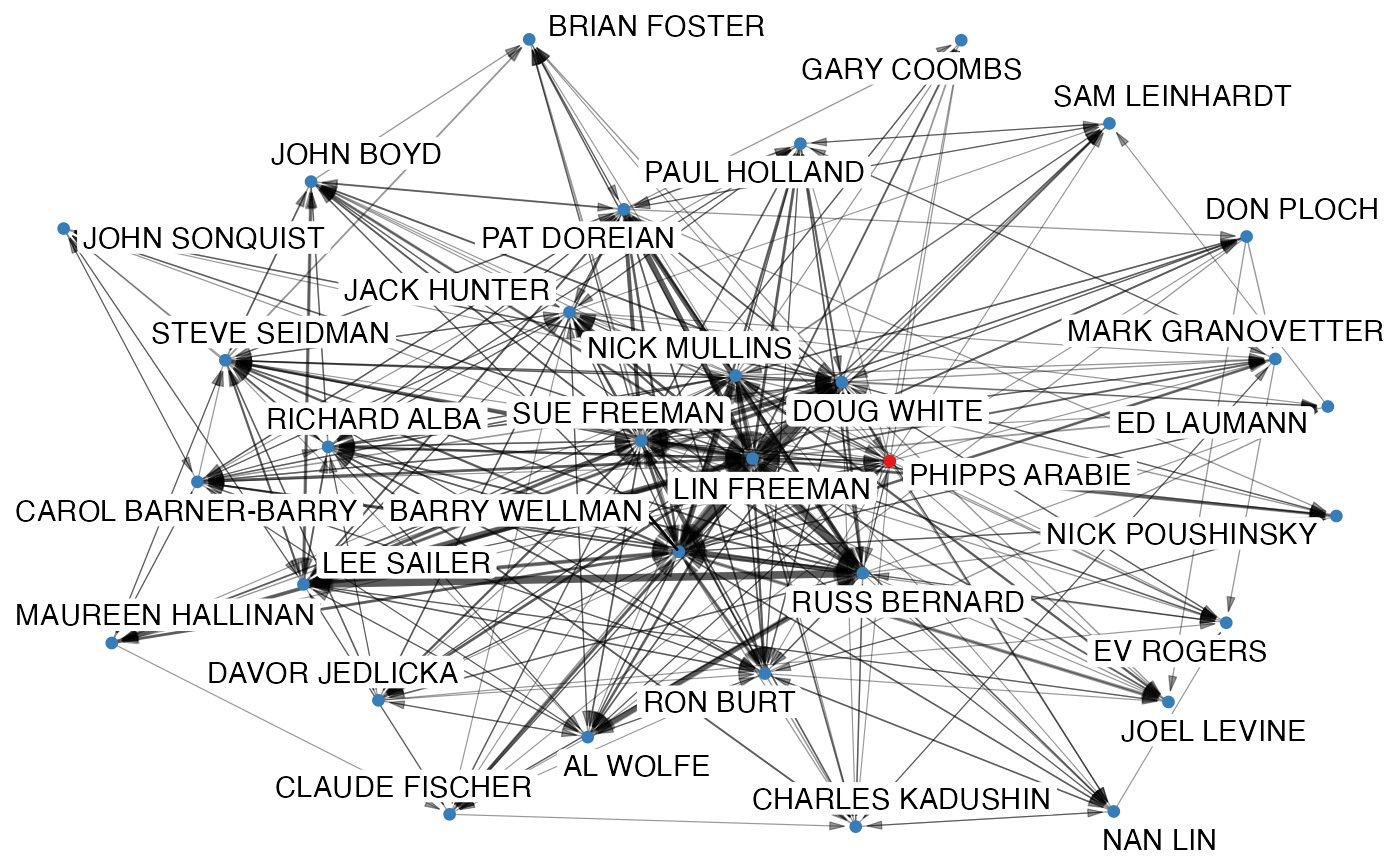 BRIAN FOSTER
GARY COOMBS
SAM LEINHARDT
JOHN BOYD
PAUL HOLLAND
DON PLOCH
JOHN SONQUIST
PAT DOREIAN
JACK HUNTER
STEVE SEIDMAN
MARK GRANOVETTER
NICK MULLINS
RICHARD ALBA
SUE FREEMAN
DOUG WHITE
ED LAUMANN
PHIPPS ARABIE
LIN FREEMAN
CAROL BARNER-BARRY
BARRY WELLMAN
NICK POUSHINSKY
LEE SAILER
RUSS BERNARD
MAUREEN HALLINAN
EV ROGERS
DAVOR JEDLICKA
RON BURT
JOEL LEVINE
AL WOLFE
CLAUDE FISCHER
CHARLES KADUSHIN
NAN LIN